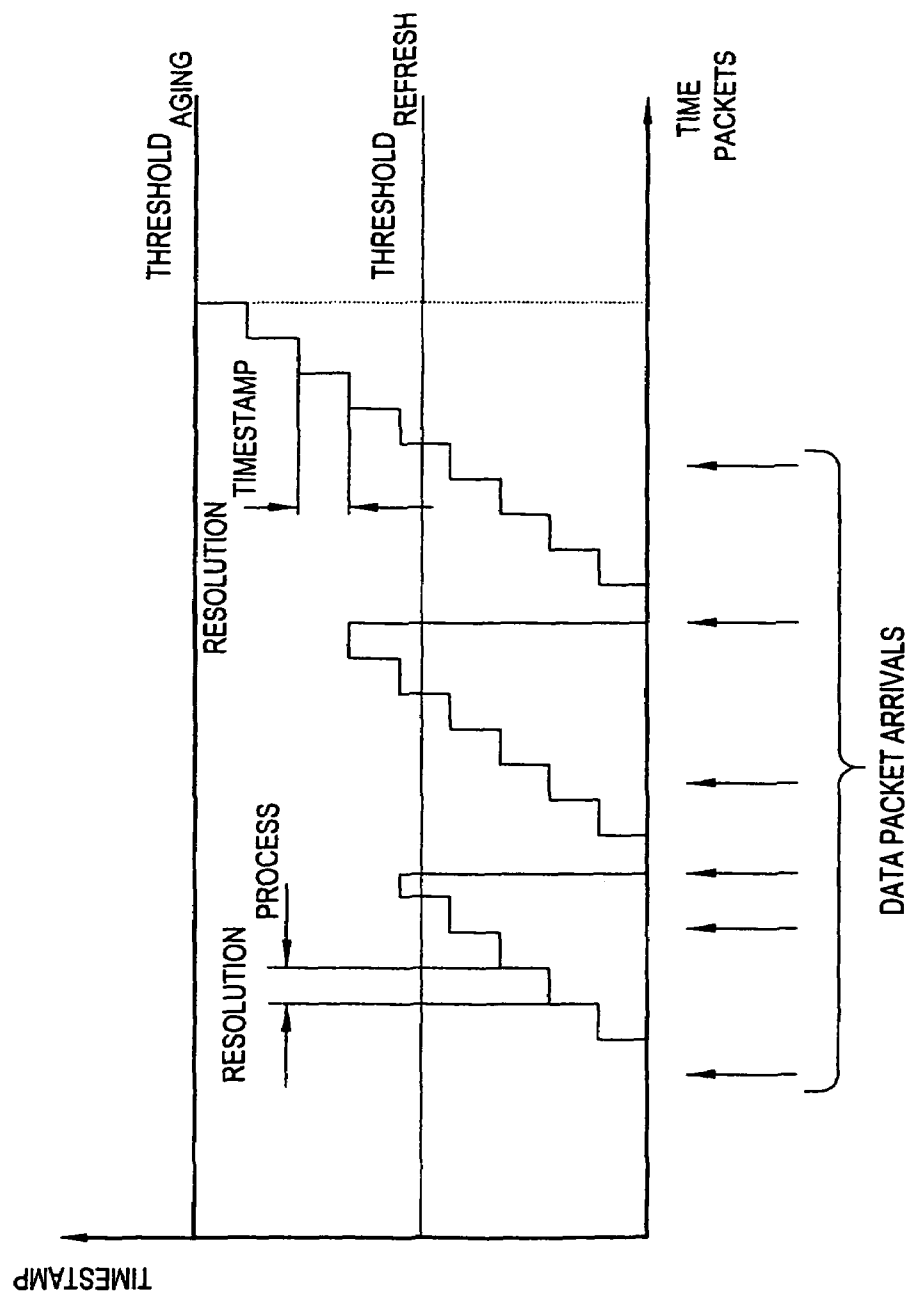 TIMESTAMP
THRESHOLD AGING
THRESHOLD REFRESH
RESOLUTION TIMESTAMP
RESOLUTION PROCESS
TIME
PACKETS
DATA PACKET ARRIVALS